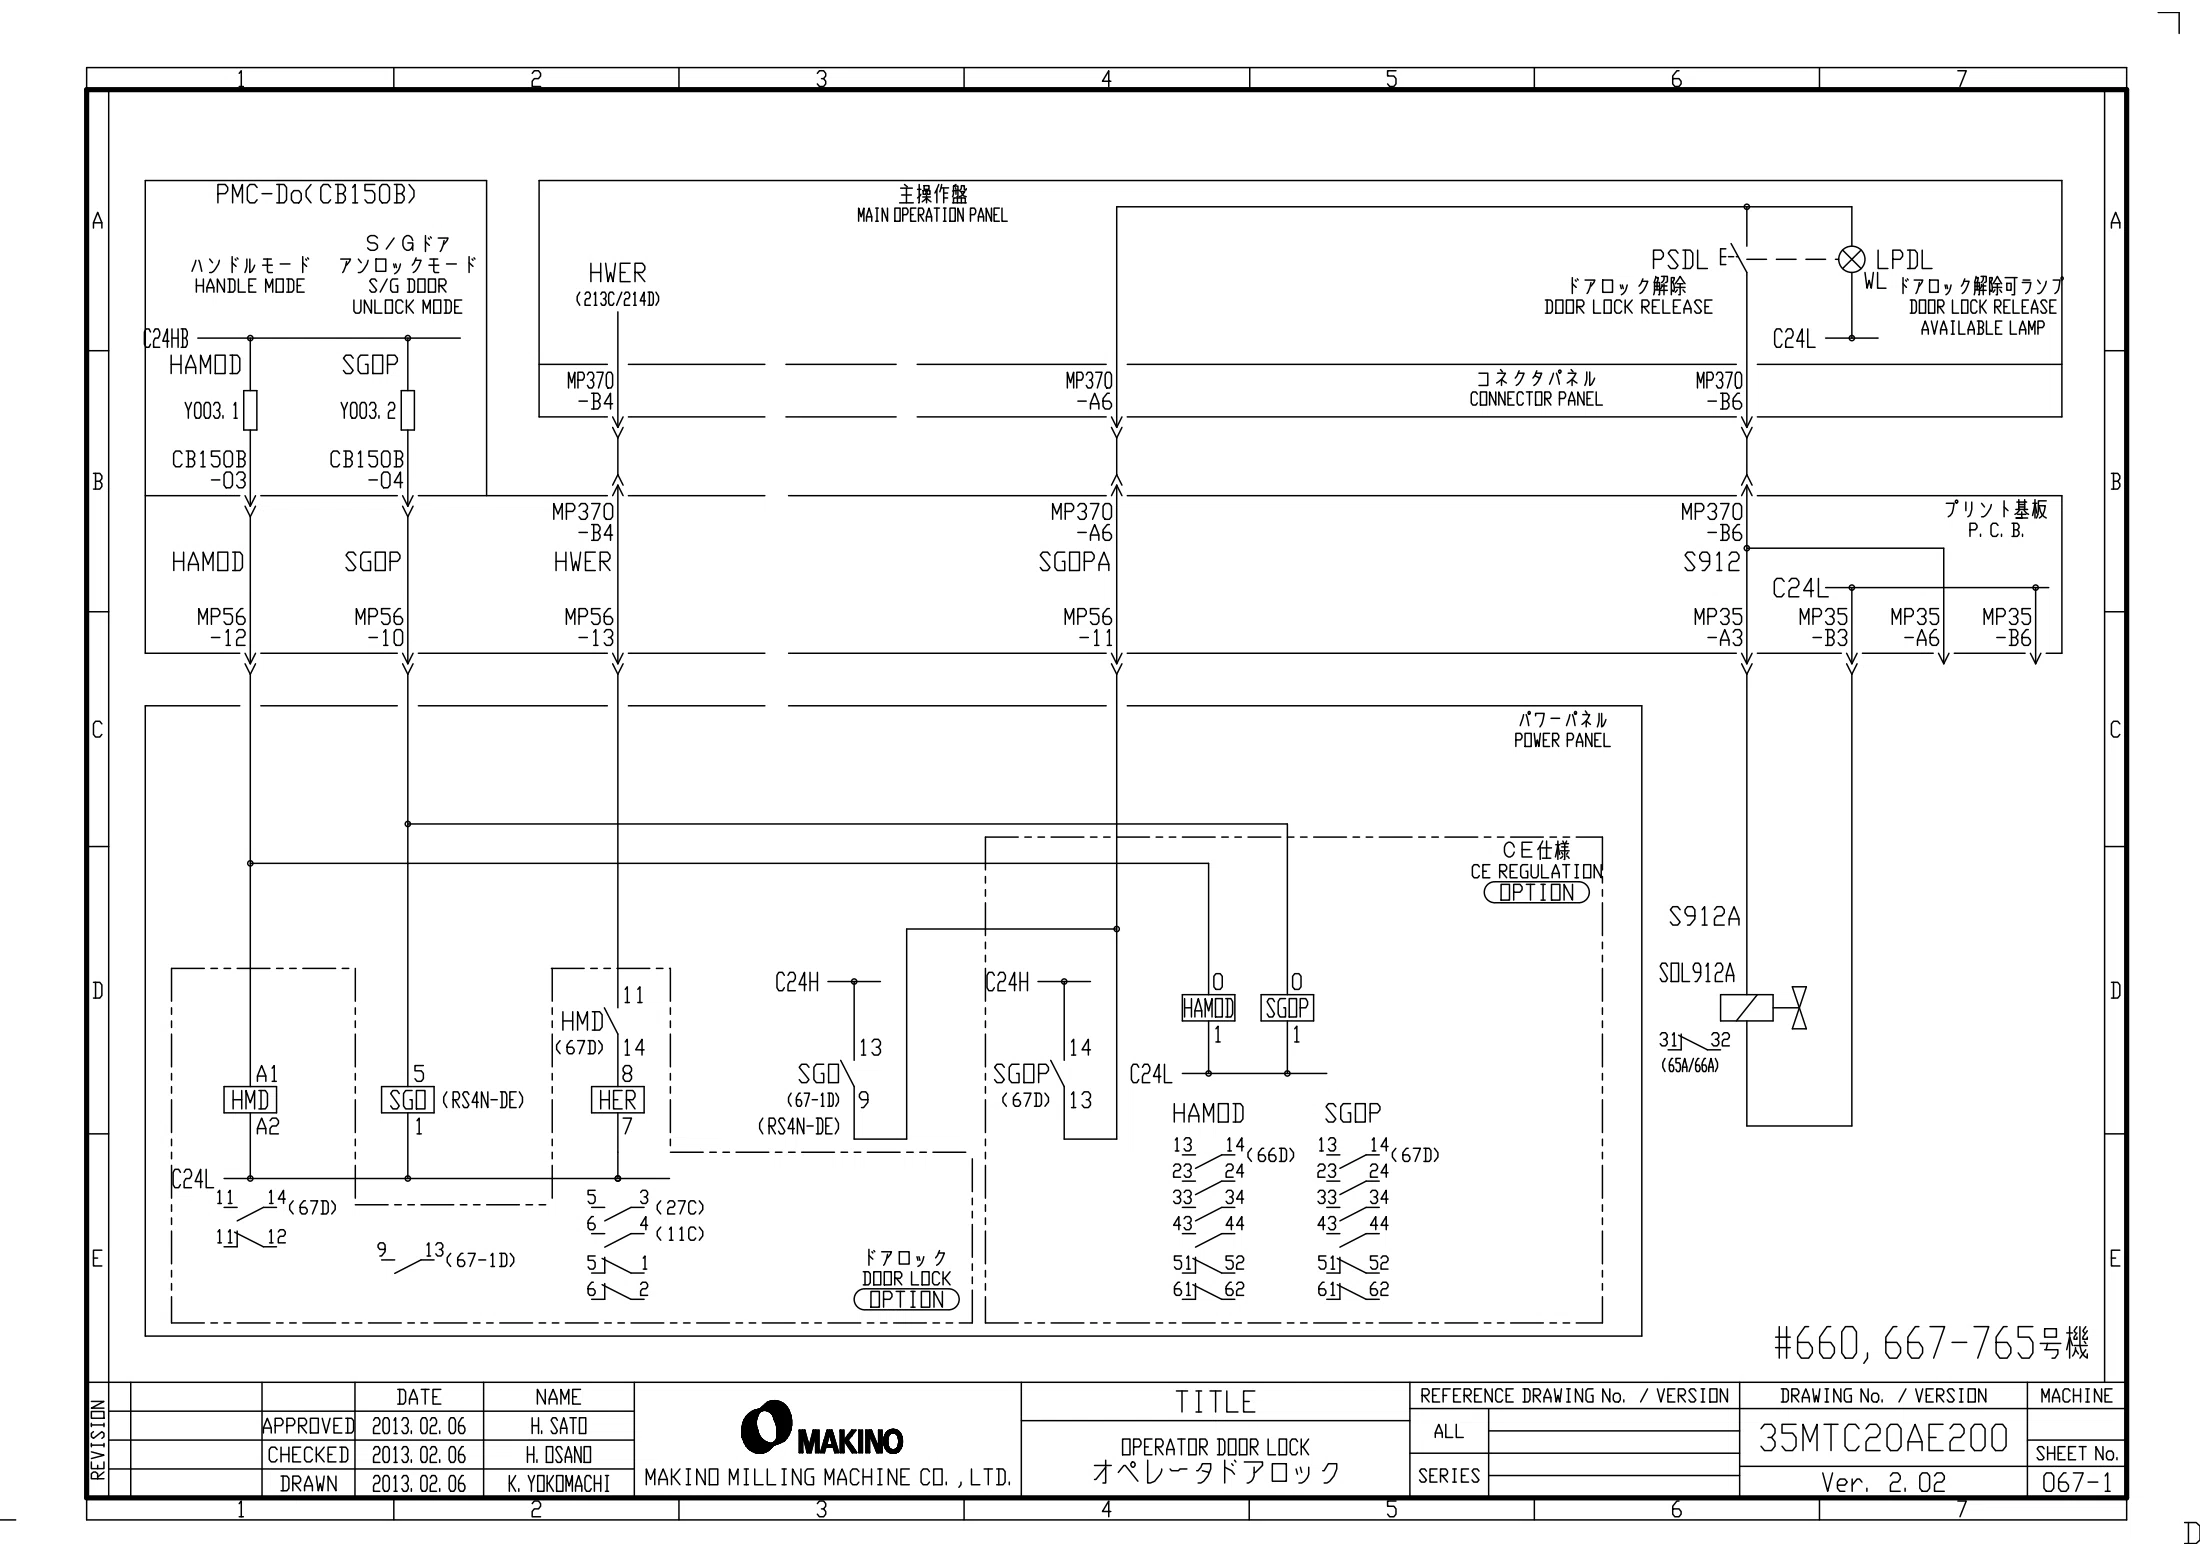 1 2 3 4 5 6 7
A A
B B
C C
D D
E E
PMC-Do(CB150B)
ハンドルモード
HANDLE MODE
S/Gドア
アンロックモード
S/G DOOR
UNLOCK MODE
C24HB
HAMOD
SGOP
Y003.1
Y003.2
CB150B
-03
CB150B
-04
主操作盤
MAIN OPERATION PANEL
HWER
(213C/214D)
PSDL
ドアロック解除
DOOR LOCK RELEASE
LPDL
WL
ドアロック解除可ランプ
DOOR LOCK RELEASE
AVAILABLE LAMP
C24L
MP370
-B4
MP370
-A6
コネクタパネル
CONNECTOR PANEL
MP370
-B6
MP370
-B4
MP370
-A6
MP370
-B6
プリント基板
P.C.B.
HAMOD
SGOP
HWER
SGOPA
S912
C24L
MP56
-12
MP56
-10
MP56
-13
MP56
-11
MP35
-A3
MP35
-B3
MP35
-A6
MP35
-B6
パワーパネル
POWER PANEL
CE仕様
CE REGULATION
OPTION
S912A
SOL912A
31 32
(65A/66A)
11
HMD
(67D)
14
A1
HMD
A2
5
SGO
(RS4N-DE)
1
8
HER
7
C24L
C24H
13
SGO
(67-1D)
9
(RS4N-DE)
C24H
14
SGOP
(67D)
13
0
HAMOD
1
0
SGOP
1
C24L
HAMOD
13 14 (66D)
23 24
33 34
43 44
51 52
61 62
SGOP
13 14 (67D)
23 24
33 34
43 44
51 52
61 62
11 14 (67D)
11 12
9 13 (67-1D)
5 3 (27C)
6 4 (11C)
5 1
6 2
ドアロック
DOOR LOCK
OPTION
#660,667-765号機
REVISION
DATE NAME
APPROVED 2013.02.06 H.SATO
CHECKED 2013.02.06 H.OSANO
DRAWN 2013.02.06 K.YOKOMACHI
MAKINO
MAKINO MILLING MACHINE CO.,LTD.
TITLE
OPERATOR DOOR LOCK
オペレータドアロック
REFERENCE DRAWING No. / VERSION
ALL
SERIES
DRAWING No. / VERSION
35MTC20AE200
Ver. 2.02
MACHINE
SHEET No.
067-1
1 2 3 4 5 6 7
D